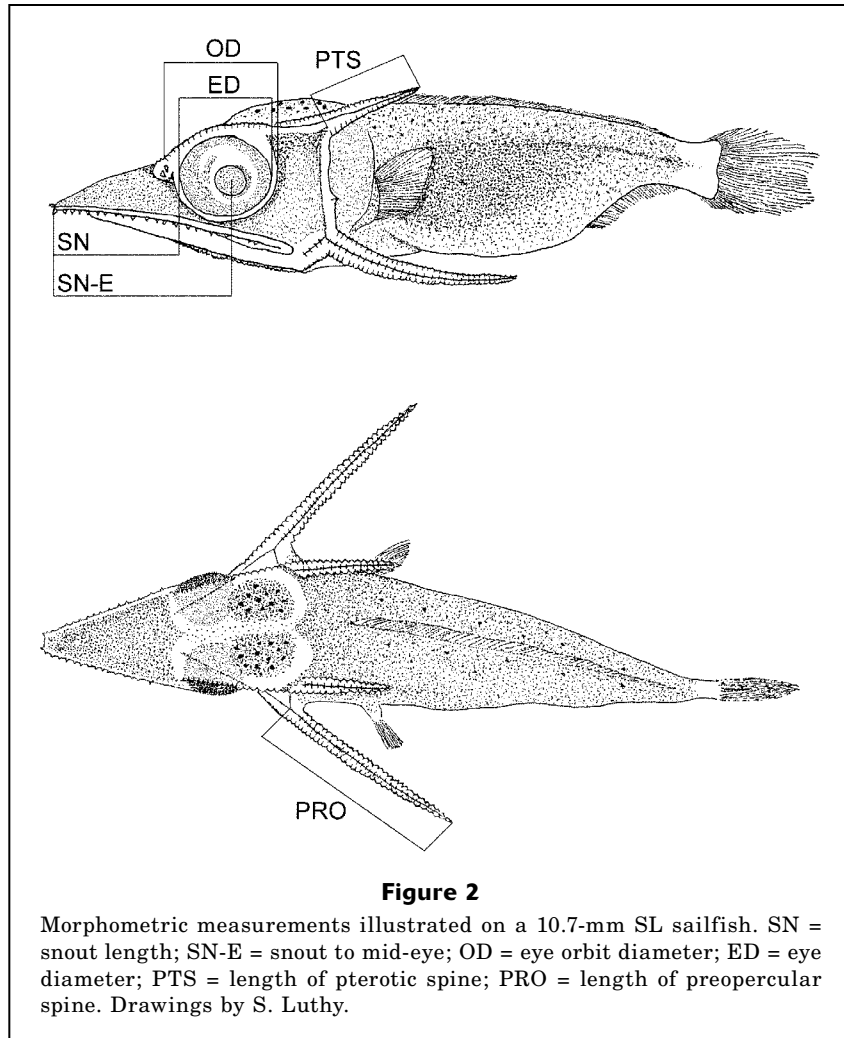 OD
PTS
ED
SN
SN-E
PRO
Figure 2
Morphometric measurements illustrated on a 10.7-mm SL sailfish. SN =
snout length; SN-E = snout to mid-eye; OD = eye orbit diameter; ED = eye
diameter; PTS = length of pterotic spine; PRO = length of preopercular
spine. Drawings by S. Luthy.